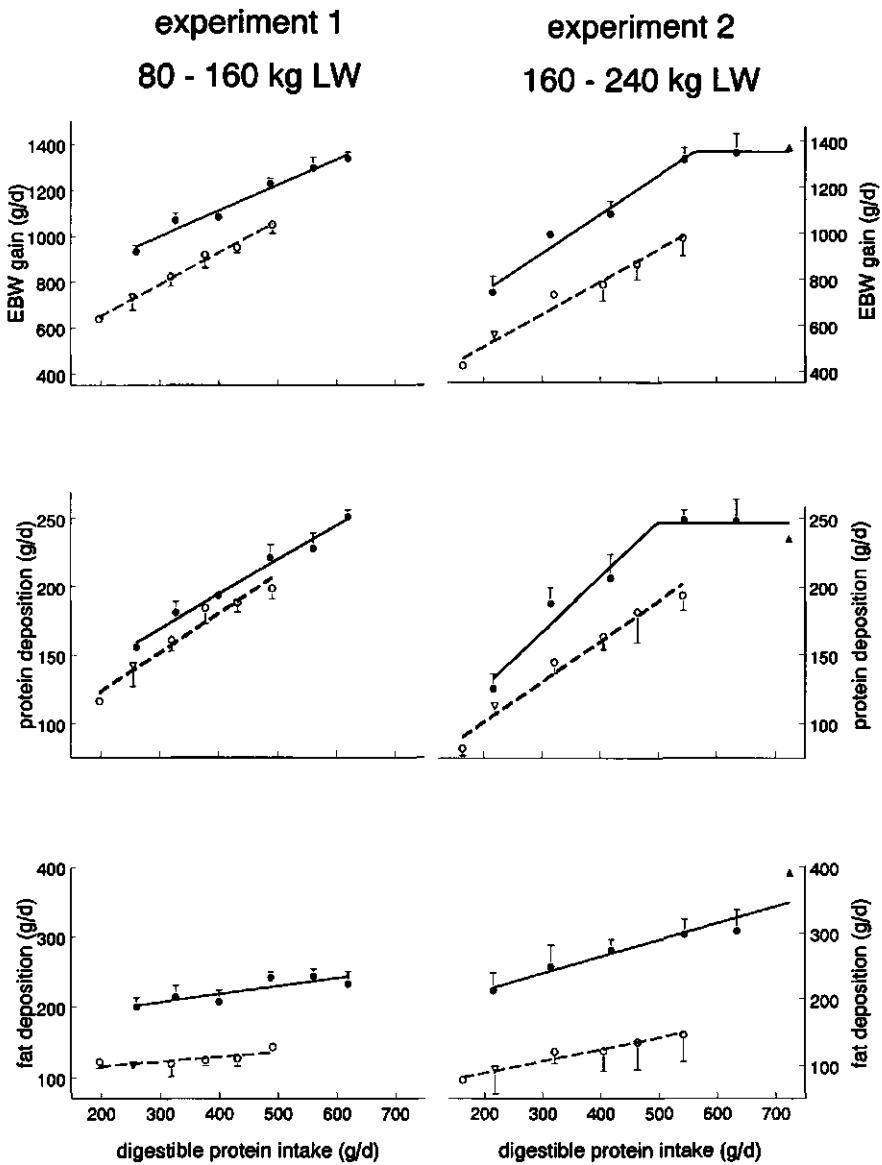 experiment 1
80 - 160 kg LW
experiment 2
160 - 240 kg LW
EBW gain (g/d)
1400
1200
1000
800
600
400
1400
1200
1000
800
600
400
EBW gain (g/d)
protein deposition (g/d)
250
200
150
100
250
200
150
100
protein deposition (g/d)
fat deposition (g/d)
400
300
200
100
400
300
200
100
fat deposition (g/d)
200 300 400 500 600 700
200 300 400 500 600 700
digestible protein intake (g/d)
digestible protein intake (g/d)